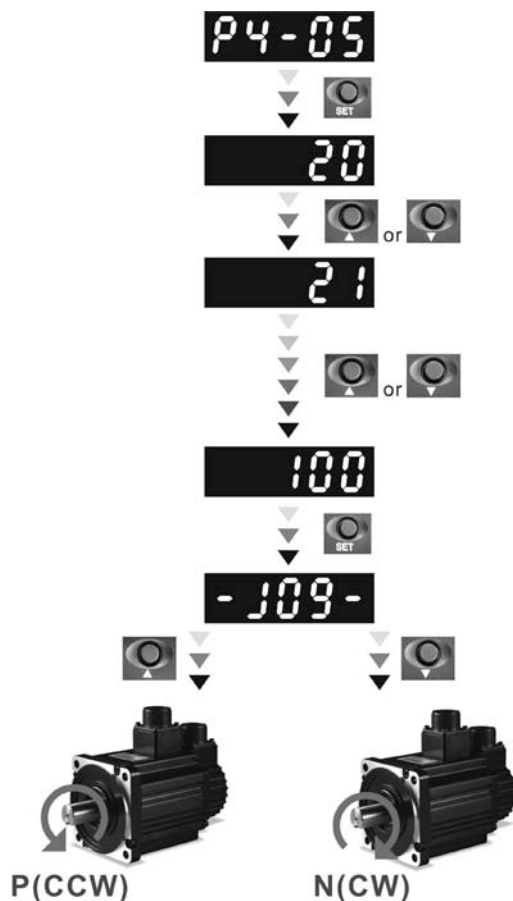 P4-05
SET
20
or
21
or
100
SET
-J09-
P(CCW) N(CW)